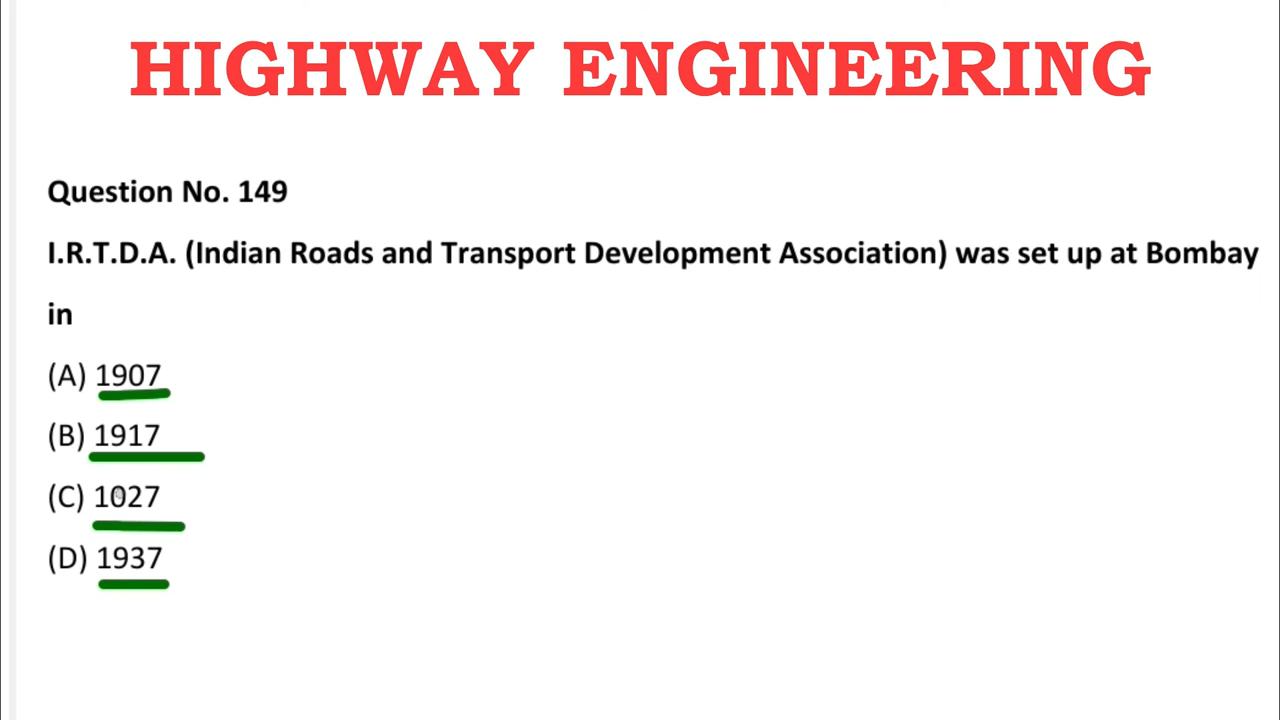 HIGHWAY ENGINEERING
Question No. 149
I.R.T.D.A. (Indian Roads and Transport Development Association) was set up at Bombay
in
(A) 1907
(B) 1917
(C) 1027
(D) 1937